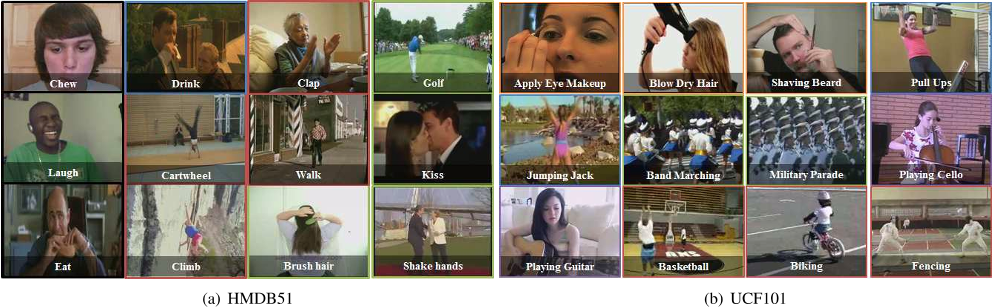 Chew
Drink
Clap
Golf
Apply Eye Makeup
Blow Dry Hair
Shaving Beard
Pull Ups
Laugh
Cartwheel
Walk
Kiss
Jumping Jack
Band Marching
Military Parade
Playing Cello
Eat
Climb
Brush hair
Shake hands
Playing Guitar
Basketball
Biking
Fencing
(a) HMDB51
(b) UCF101